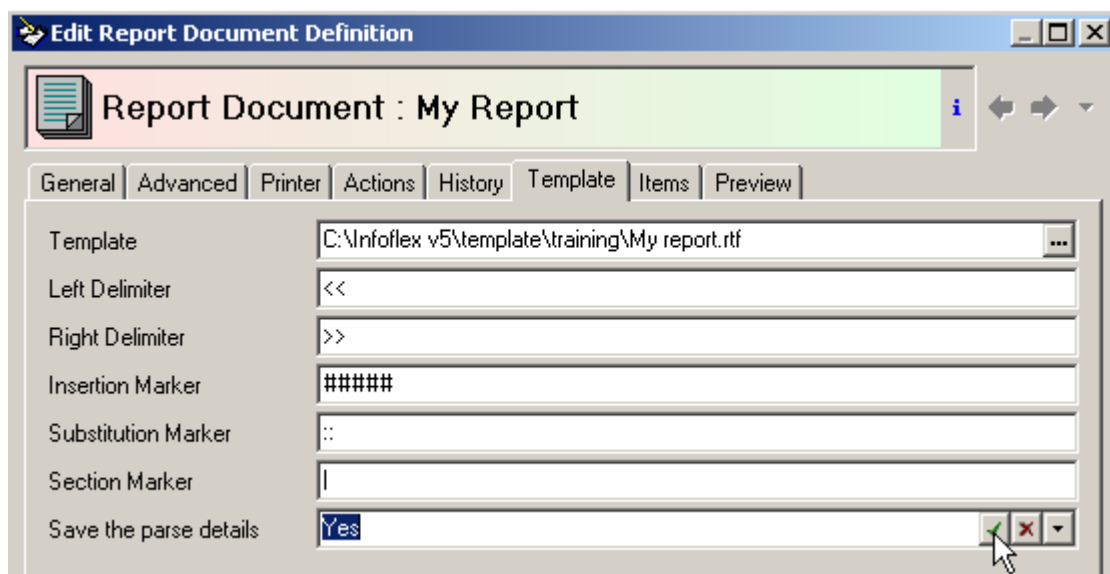 Edit Report Document Definition
Report Document : My Report
i
General Advanced Printer Actions History Template Items Preview
Template C:\Infoflex v5\template\training\My report.rtf ...
Left Delimiter <<
Right Delimiter >>
Insertion Marker #####
Substitution Marker ::
Section Marker |
Save the parse details Yes